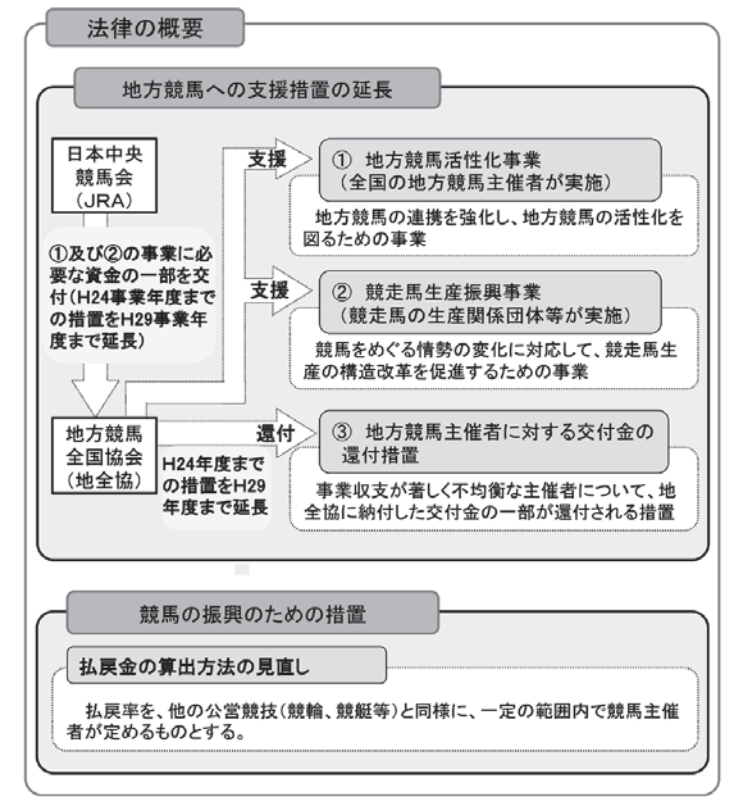 法律の概要
地方競馬への支援措置の延長
日本中央
競馬会
（JRA）
①及び②の事業に必
要な資金の一部を交
付（H24事業年度まで
の措置をH29事業年
度まで延長）
地方競馬
全国協会
（地全協）
支援
① 地方競馬活性化事業
（全国の地方競馬主催者が実施）
地方競馬の連携を強化し、地方競馬の活性化を
図るための事業
支援
② 競走馬生産振興事業
（競走馬の生産関係団体等が実施）
競馬をめぐる情勢の変化に対応して、競走馬生
産の構造改革を促進するための事業
還付
H24年度まで
の措置をH29
年度まで延長
③ 地方競馬主催者に対する交付金の
還付措置
事業収支が著しく不均衡な主催者について、地
全協に納付した交付金の一部が還付される措置
競馬の振興のための措置
払戻金の算出方法の見直し
払戻率を、他の公営競技（競輪、競艇等）と同様に、一定の範囲内で競馬主催
者が定めるものとする。